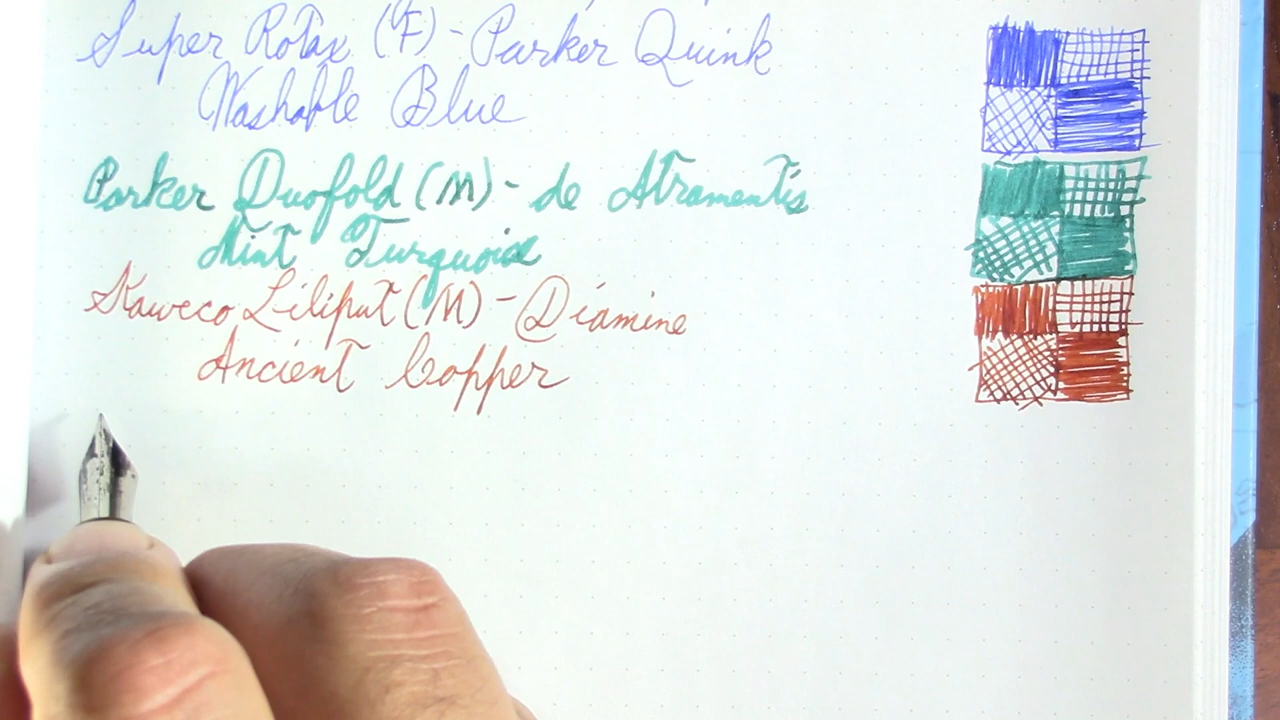 Super Rotax (F) - Parker Quink
Washable Blue
Parker Duofold (M) - de Atramentis
Mint Turquoise
Kaweco Liliput (M) - Diamine
Ancient Copper